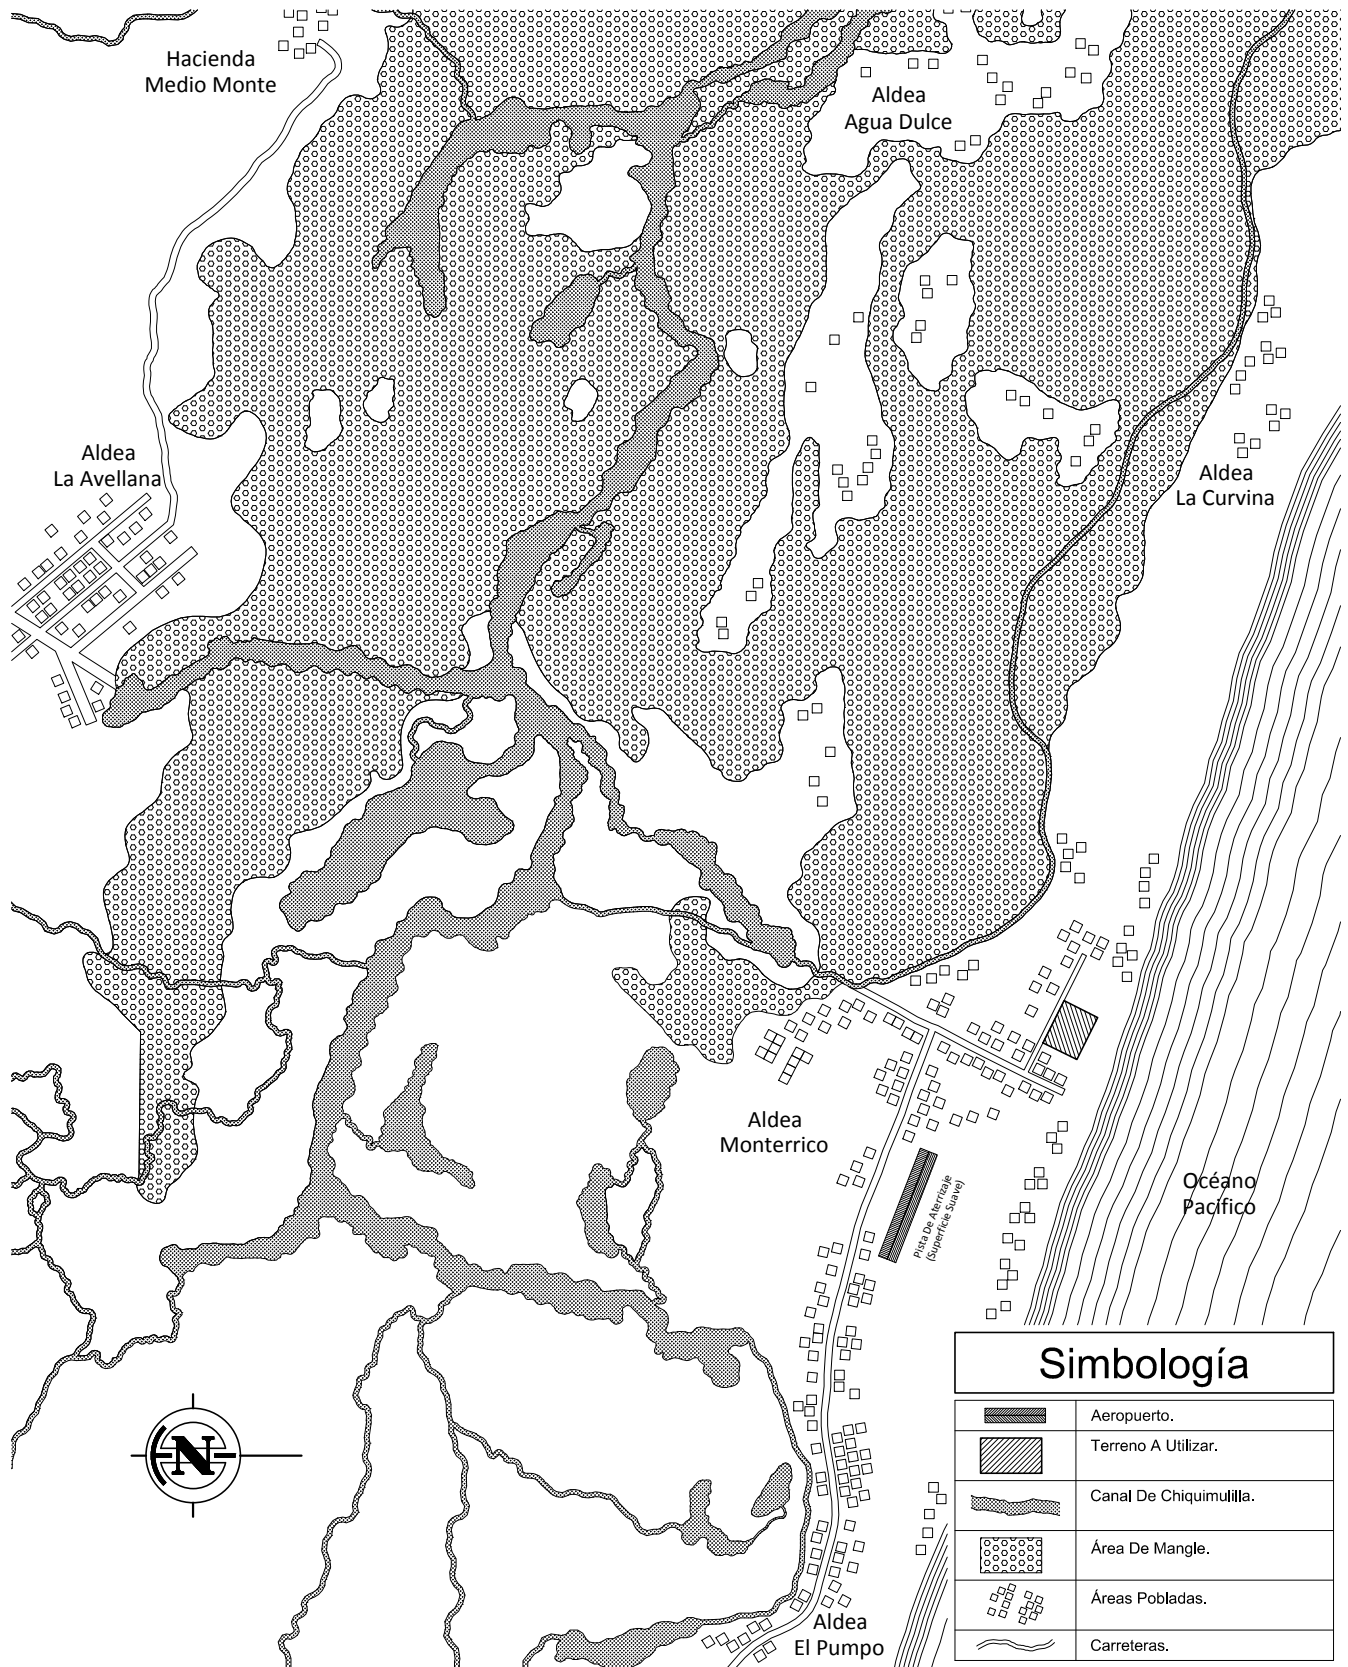 Hacienda
Medio Monte
Aldea
Agua Dulce
Aldea
La Avellana
Aldea
La Curvina
Aldea
Monterrico
Pista De Aterrizaje
(Superficie Suave)
Océano
Pacífico
Simbología
Aeropuerto.
Terreno A Utilizar.
Canal De Chiquimulilla.
Área De Mangle.
Áreas Pobladas.
Carreteras.
N
Aldea
El Pumpo